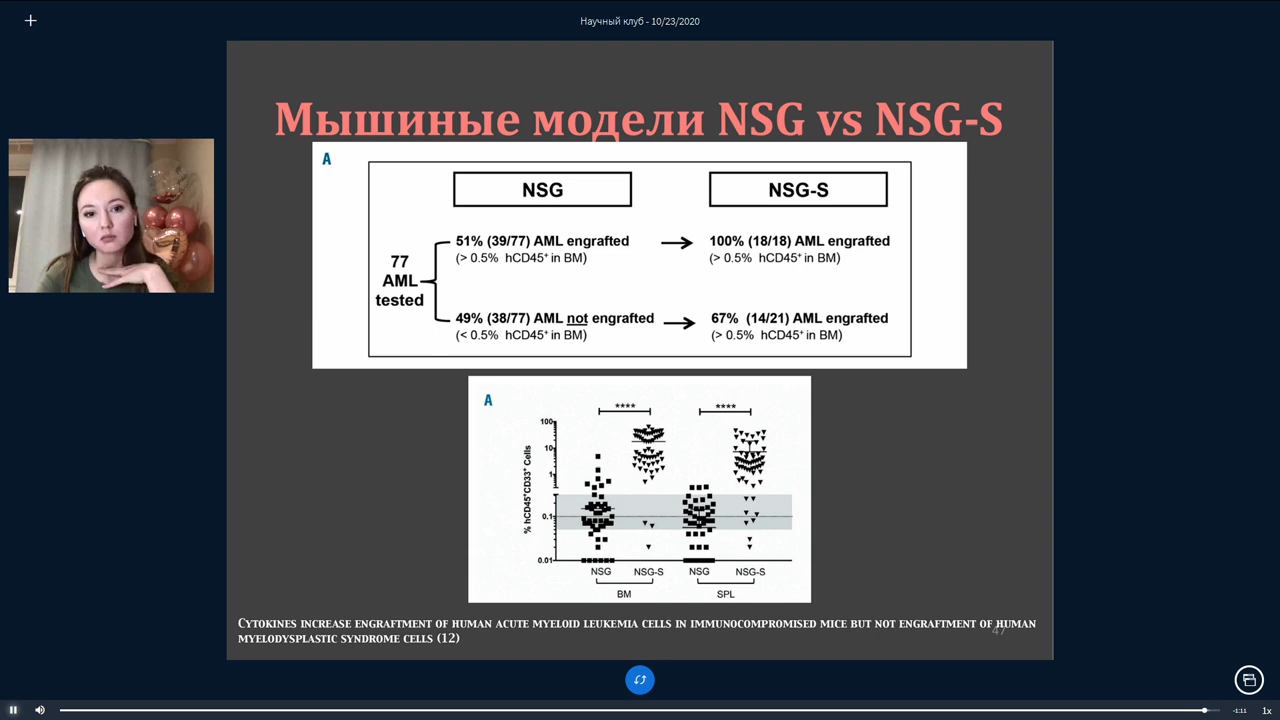 Научный клуб - 10/23/2020
Мышиные модели NSG vs NSG-S
A
NSG
NSG-S
77
AML
tested
51% (39/77) AML engrafted
(> 0.5% hCD45+ in BM)
100% (18/18) AML engrafted
(> 0.5% hCD45+ in BM)
49% (38/77) AML not engrafted
(< 0.5% hCD45+ in BM)
67% (14/21) AML engrafted
(> 0.5% hCD45+ in BM)
A
****
****
% hCD45+CD33+ Cells
100
10
1
0.1
0.01
NSG
NSG-S
NSG
NSG-S
BM
SPL
Cytokines increase engraftment of human acute myeloid leukemia cells in immunocompromised mice but not engraftment of human
myelodysplastic syndrome cells (12)
47
-1:11
1x